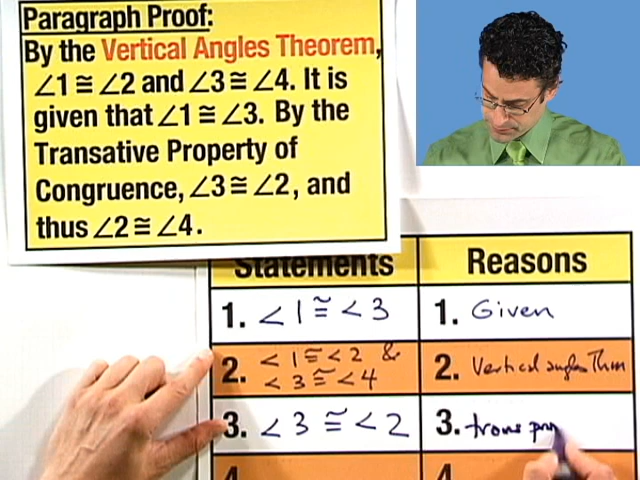 Paragraph Proof:
By the Vertical Angles Theorem,
∠1 ≅ ∠2 and ∠3 ≅ ∠4. It is
given that ∠1 ≅ ∠3. By the
Transative Property of
Congruence, ∠3 ≅ ∠2, and
thus ∠2 ≅ ∠4.
Statements Reasons
1. ∠1 ≅ ∠3 1. Given
2. ∠1 ≅ ∠2 & 2. Vertical angles Thm
∠3 ≅ ∠4
3. ∠3 ≅ ∠2 3. trans pro
4 4